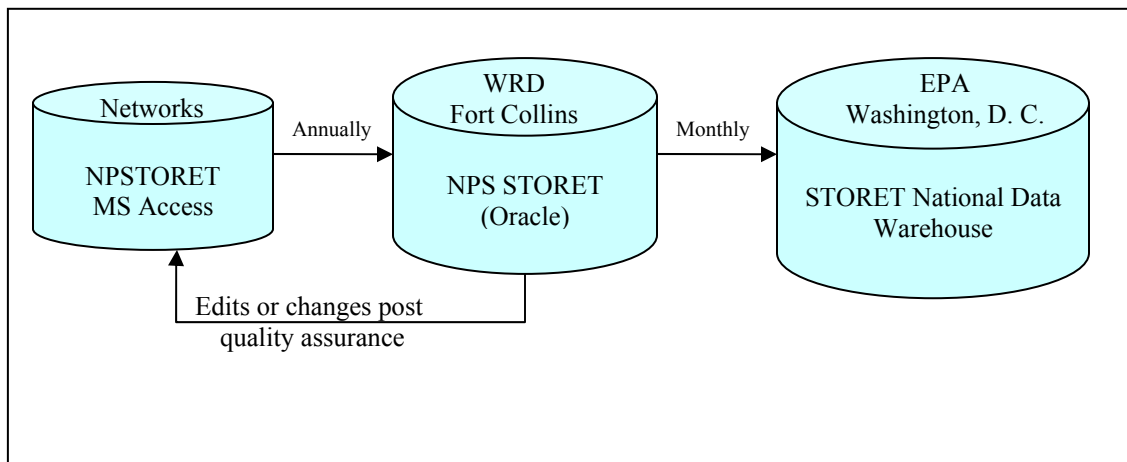 Networks
NPSTORET
MS Access
Annually
WRD
Fort Collins
NPS STORET
(Oracle)
Monthly
EPA
Washington, D. C.
STORET National Data
Warehouse
Edits or changes post
quality assurance